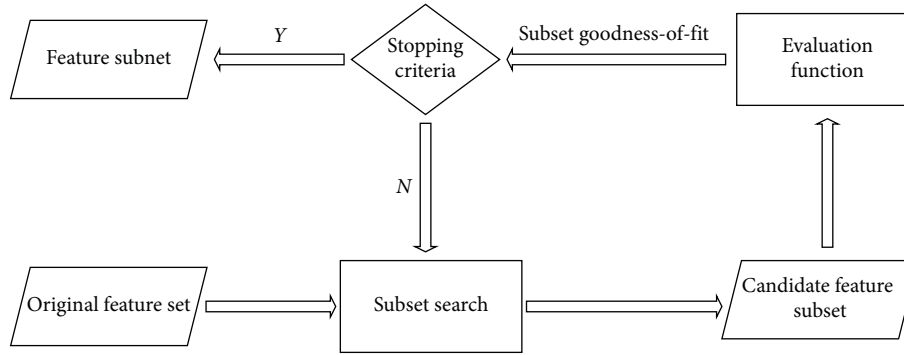 Feature subnet
Y
Stopping
criteria
Subset goodness-of-fit
Evaluation
function
N
Original feature set
Subset search
Candidate feature
subset